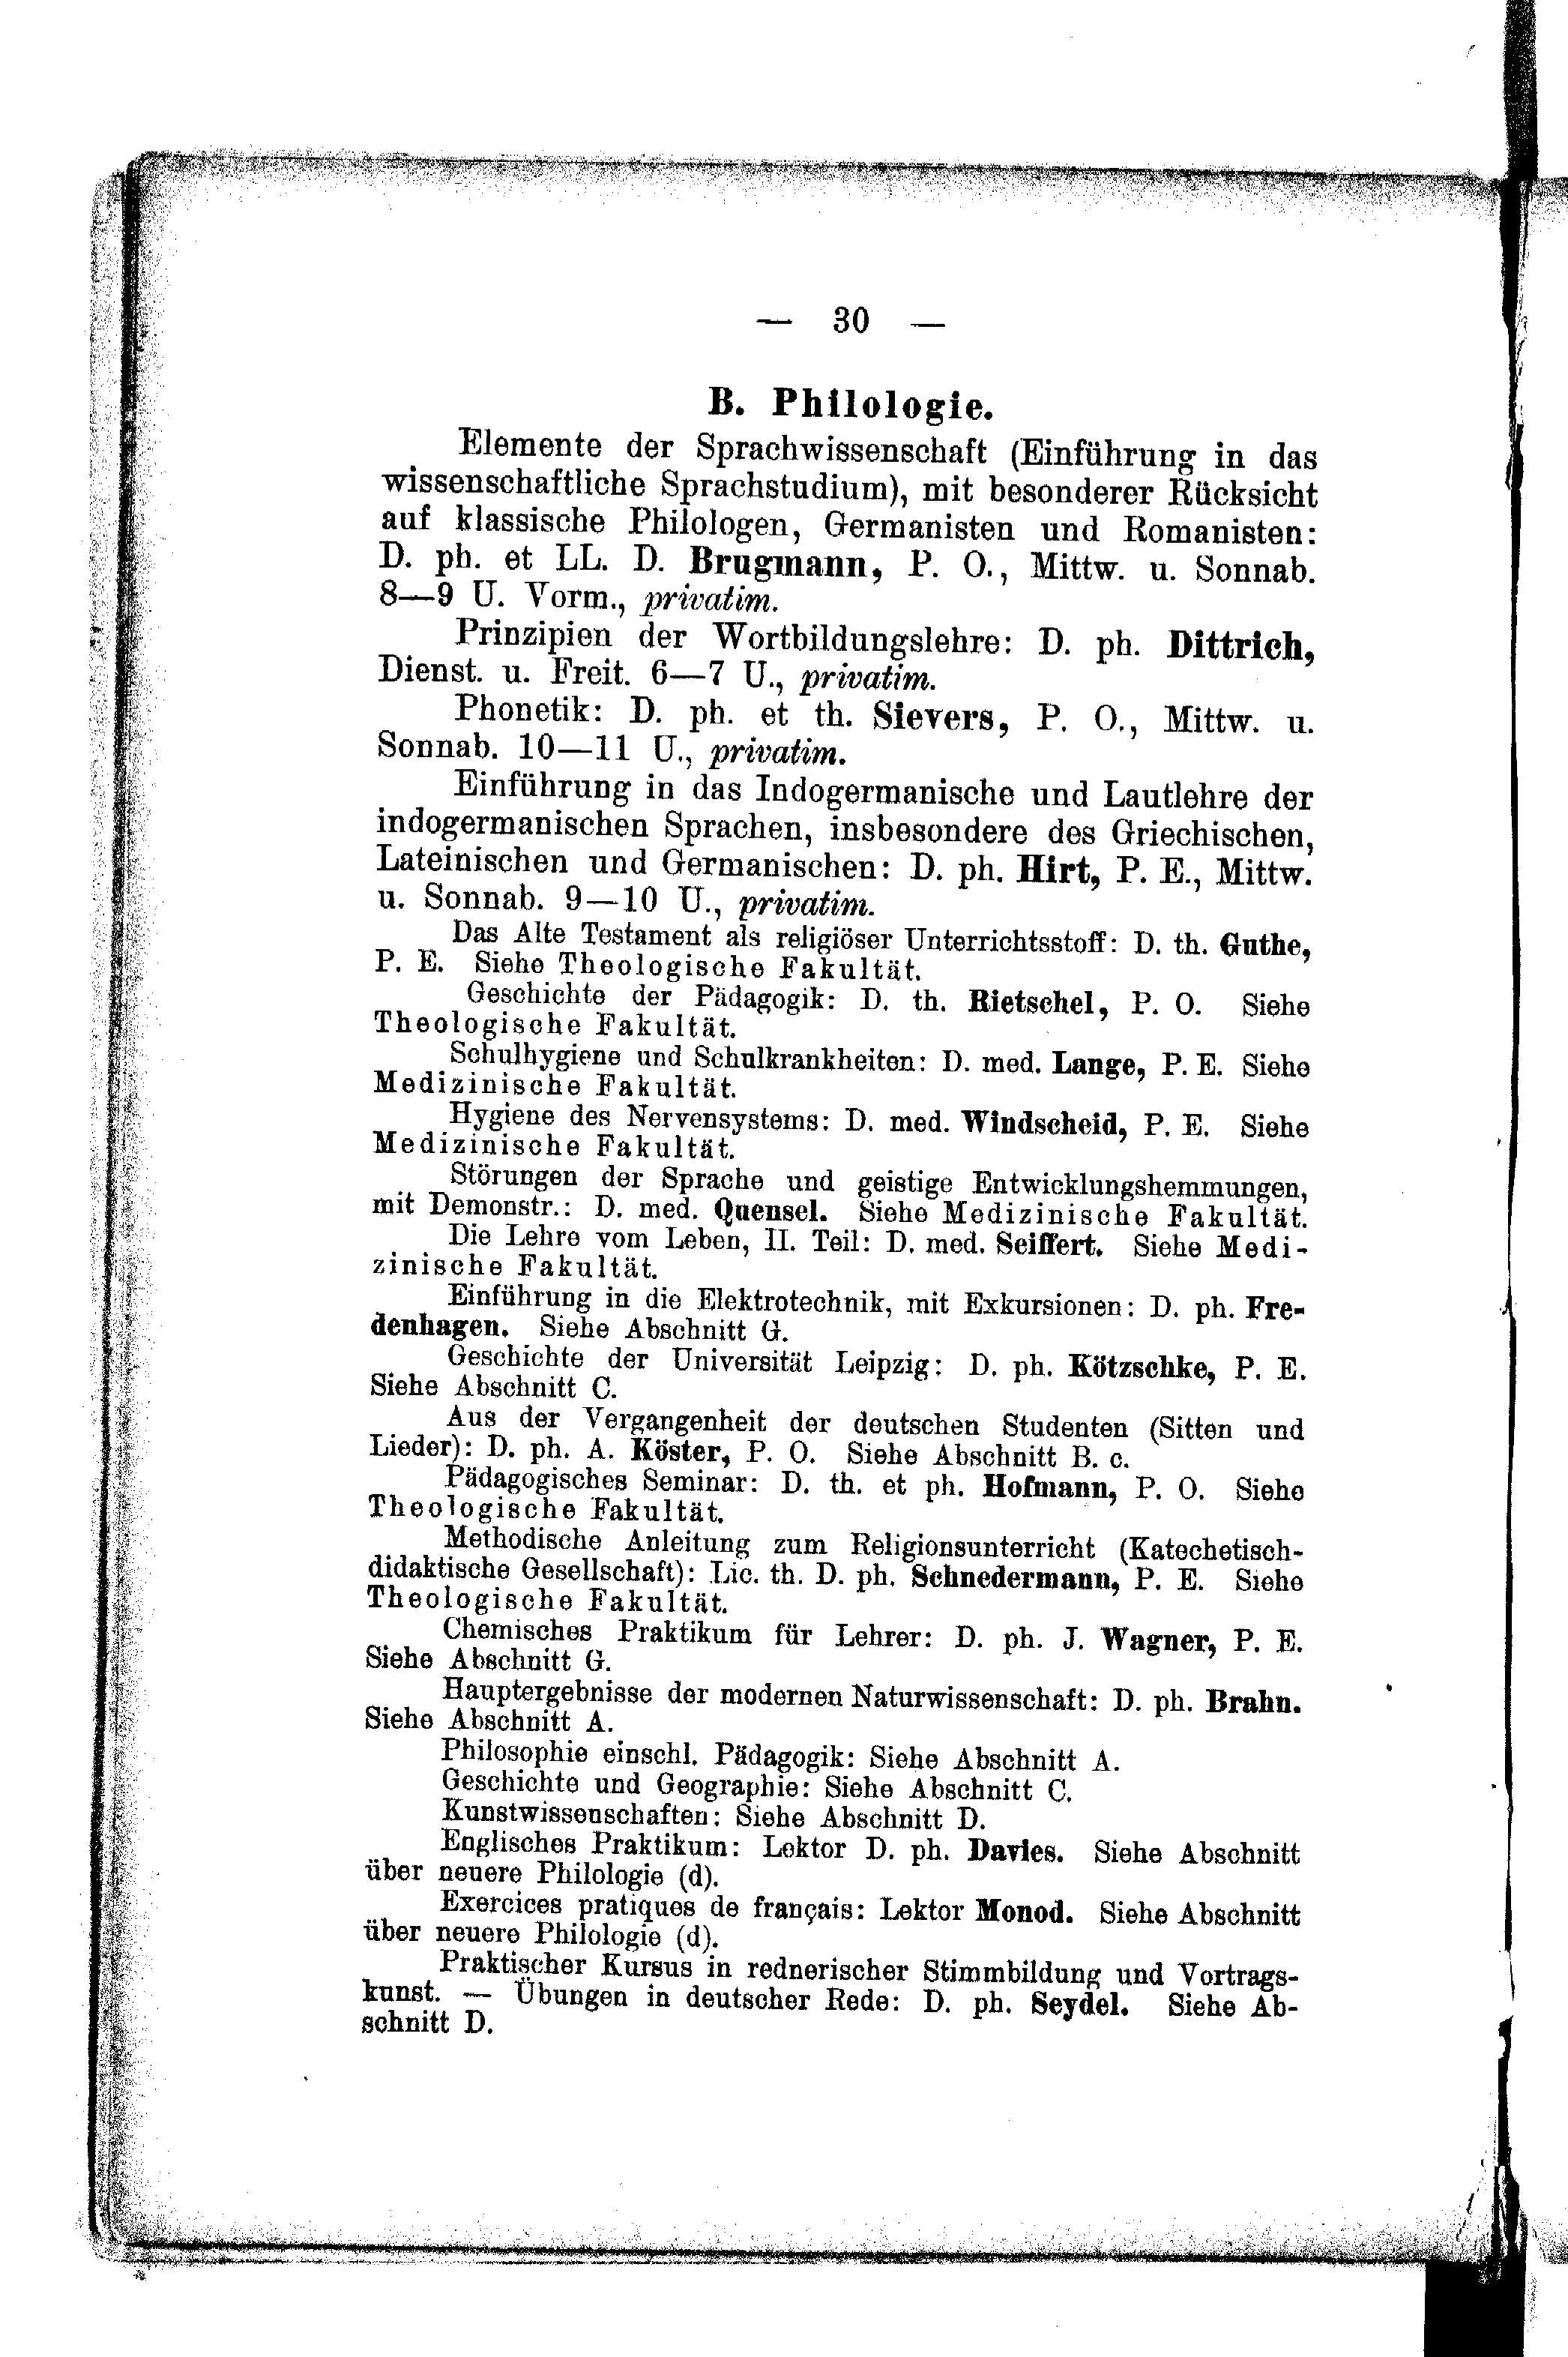 — 30 —
B. Philologie.
Elemente der Sprachwissenschaft (Einführung in das
wissenschaftliche Sprachstudium), mit besonderer Rücksicht
auf klassische Philologen, Germanisten und Romanisten:
D. ph. et LL. D. Brugmann, P. O., Mittw. u. Sonnab.
8—9 U. Vorm., privatim.
Prinzipien der Wortbildungslehre: D. ph. Dittrich,
Dienst. u. Freit. 6—7 U., privatim.
Phonetik: D. ph. et th. Sievers, P. O., Mittw. u.
Sonnab. 10—11 U., privatim.
Einführung in das Indogermanische und Lautlehre der
indogermanischen Sprachen, insbesondere des Griechischen,
Lateinischen und Germanischen: D. ph. Hirt, P. E., Mittw.
u. Sonnab. 9—10 U., privatim.
Das Alte Testament als religiöser Unterrichtsstoff: D. th. Guthe,
P. E. Siehe Theologische Fakultät.
Geschichte der Pädagogik: D. th. Rietschel, P. O. Siehe
Theologische Fakultät.
Schulhygiene und Schulkrankheiten: D. med. Lange, P. E. Siehe
Medizinische Fakultät.
Hygiene des Nervensystems: D. med. Windscheid, P. E. Siehe
Medizinische Fakultät.
Störungen der Sprache und geistige Entwicklungshemmungen,
mit Demonstr.: D. med. Quensel. Siehe Medizinische Fakultät.
Die Lehre vom Leben, II. Teil: D. med. Seiffert. Siehe Medi-
zinische Fakultät.
Einführung in die Elektrotechnik, mit Exkursionen: D. ph. Fre-
denhagen. Siehe Abschnitt G.
Geschichte der Universität Leipzig: D. ph. Kötzschke, P. E.
Siehe Abschnitt C.
Aus der Vergangenheit der deutschen Studenten (Sitten und
Lieder): D. ph. A. Köster, P. O. Siehe Abschnitt B. c.
Pädagogisches Seminar: D. th. et ph. Hofmann, P. O. Siehe
Theologische Fakultät.
Methodische Anleitung zum Religionsunterricht (Katechetisch-
didaktische Gesellschaft): Lic. th. D. ph. Schnedermann, P. E. Siehe
Theologische Fakultät.
Chemisches Praktikum für Lehrer: D. ph. J. Wagner, P. E.
Siehe Abschnitt G.
Hauptergebnisse der modernen Naturwissenschaft: D. ph. Brahn.
Siehe Abschnitt A.
Philosophie einschl. Pädagogik: Siehe Abschnitt A.
Geschichte und Geographie: Siehe Abschnitt C.
Kunstwissenschaften: Siehe Abschnitt D.
Englisches Praktikum: Lektor D. ph. Davies. Siehe Abschnitt
über neuere Philologie (d).
Exercices pratiques de français: Lektor Monod. Siehe Abschnitt
über neuere Philologie (d).
Praktischer Kursus in rednerischer Stimmbildung und Vortrags-
kunst. — Übungen in deutscher Rede: D. ph. Seydel. Siehe Ab-
schnitt D.